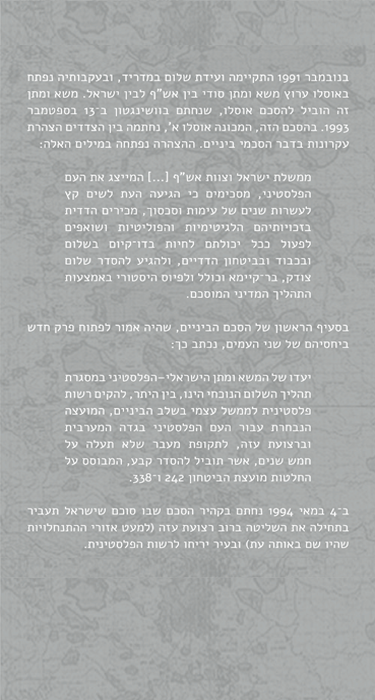 בנובמבר 1991 התקיימה ועידת שלום במדריד, ובעקבותיה נפתח
באוסלו ערוץ משא ומתן סודי בין אש"ף לבין ישראל. משא ומתן
זה הוביל להסכם אוסלו, שנחתם בוושינגטון ב־13 בספטמבר
1993. בהסכם הזה, המכונה אוסלו א', נחתמה בין הצדדים הצהרת
עקרונות בדבר הסכמי ביניים. ההצהרה נפתחה במילים האלה:
ממשלת ישראל וצוות אש"ף [...] המייצג את העם
הפלסטיני, מסכימים כי הגיעה העת לשים קץ
לעשרות שנים של עימות וסכסוך, מכירים הדדית
בזכויותיהם הלגיטימיות והפוליטיות ושואפים
לפעול ככל יכולתם לחיות בדו־קיום בשלום
ובכבוד ובביטחון הדדיים, ולהגיע להסדר שלום
צודק, בר־קיימא וכולל ולפיוס היסטורי באמצעות
התהליך המדיני המוסכם.
בסעיף הראשון של הסכם הביניים, שהיה אמור לפתוח פרק חדש
ביחסיהם של שני העמים, נכתב כך:
יעדו של המשא ומתן הישראלי–הפלסטיני במסגרת
תהליך השלום הנוכחי הינו, בין היתר, להקים רשות
פלסטינית לממשל עצמי בשלב הביניים, המועצה
הנבחרת עבור העם הפלסטיני בגדה המערבית
וברצועת עזה, לתקופת מעבר שלא תעלה על
חמש שנים, אשר תוביל להסדר קבע, המבוסס על
החלטות מועצת הביטחון 242 ו־338.
ב־4 במאי 1994 נחתם בקהיר הסכם שבו סוכם שישראל תעביר
בתחילה את השליטה ברוב רצועת עזה (למעט אזורי ההתנחלויות
שהיו שם באותה עת) ובעיר יריחו לרשות הפלסטינית.